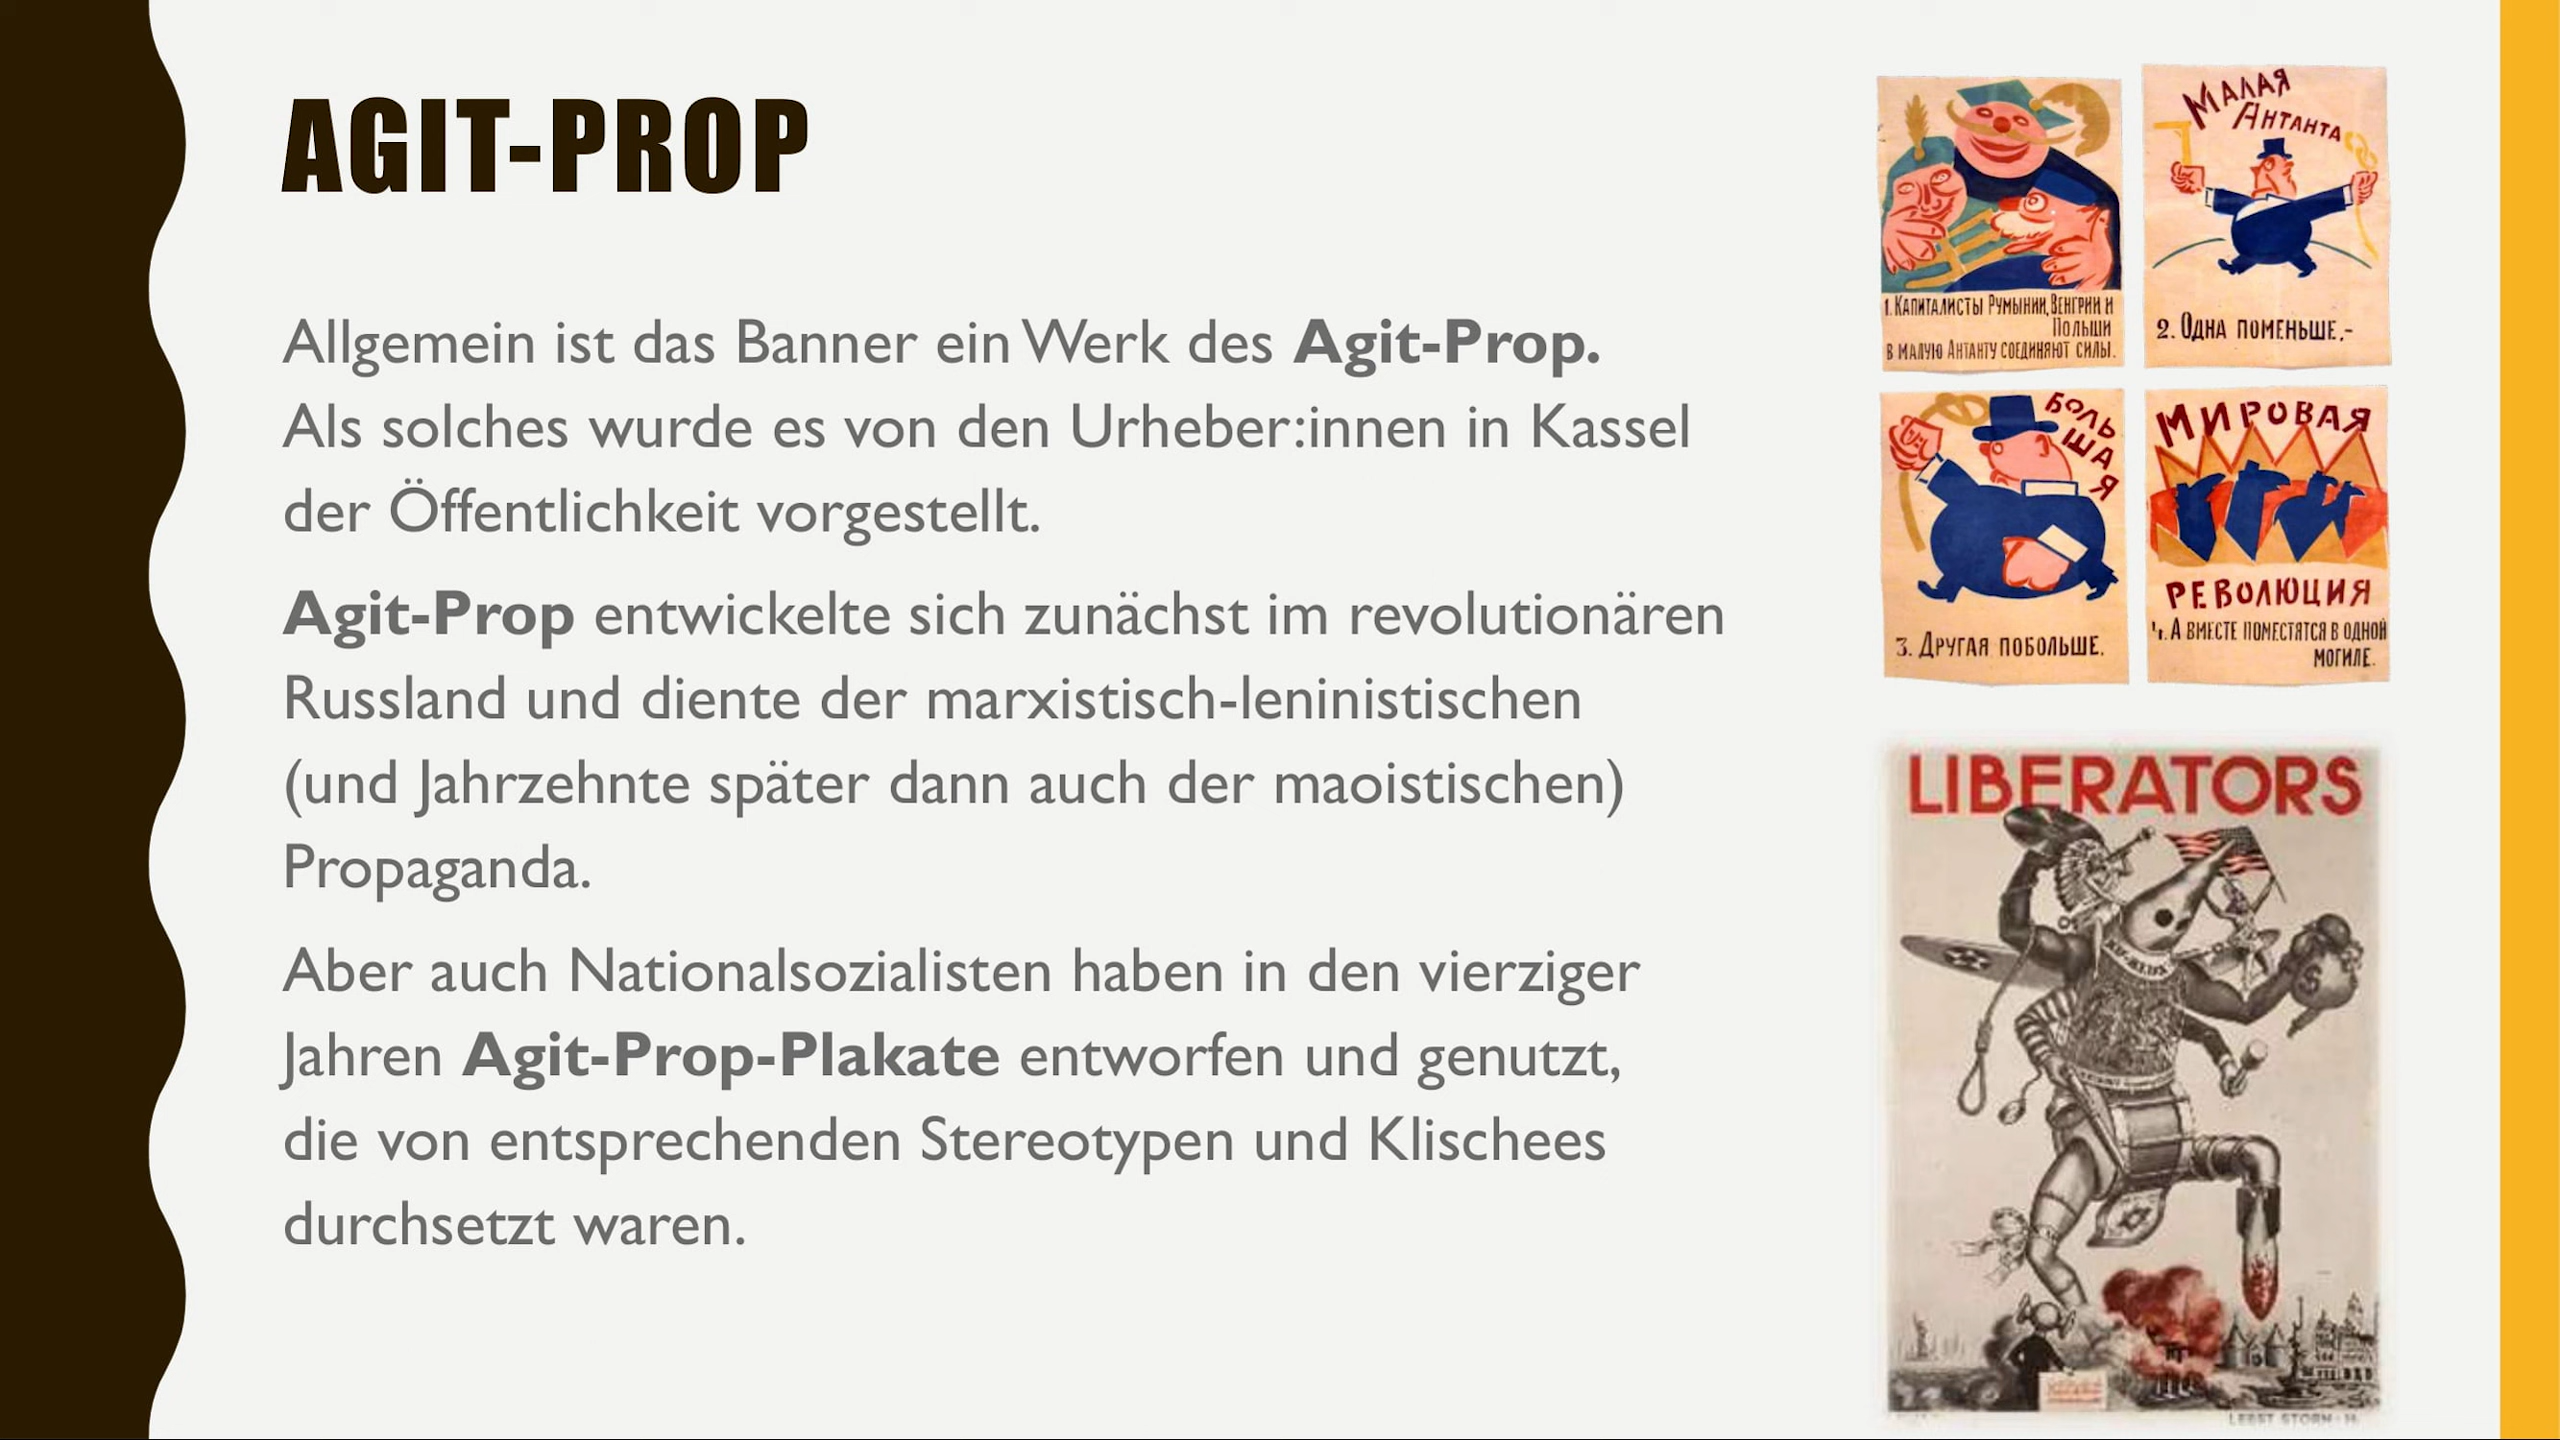 AGIT-PROP
Allgemein ist das Banner ein Werk des Agit-Prop.
Als solches wurde es von den Urheber:innen in Kassel
der Öffentlichkeit vorgestellt.
Agit-Prop entwickelte sich zunächst im revolutionären
Russland und diente der marxistisch-leninistischen
(und Jahrzehnte später dann auch der maoistischen)
Propaganda.
Aber auch Nationalsozialisten haben in den vierziger
Jahren Agit-Prop-Plakate entworfen und genutzt,
die von entsprechenden Stereotypen und Klischees
durchsetzt waren.
1. КАПИТАЛИСТЫ РУМЫНИИ, ВЕНГРИИ И
ПОЛЬШИ
В МАЛУЮ АНТАНТУ СОЕДИНЯЮТ СИЛЫ.
МАЛАЯ
АНТАНТА
2. ОДНА ПОМЕНЬШЕ,-
БОЛЬ
ШАЯ
3. ДРУГАЯ ПОБОЛЬШЕ.
МИРОВАЯ
РЕВОЛЮЦИЯ
4. А ВМЕСТЕ ПОМЕСТЯТСЯ В ОДНОЙ
МОГИЛЕ.
LIBERATORS